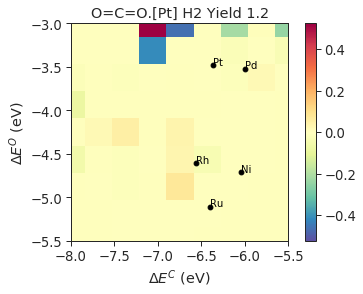 O=C=O.[Pt] H2 Yield 1.2
−3.0
−3.5
−4.0
−4.5
−5.0
−5.5
ΔE^O (eV)
Pt
Pd
Rh
Ni
Ru
−8.0 −7.5 −7.0 −6.5 −6.0 −5.5
ΔE^C (eV)
0.4
0.2
0.0
−0.2
−0.4